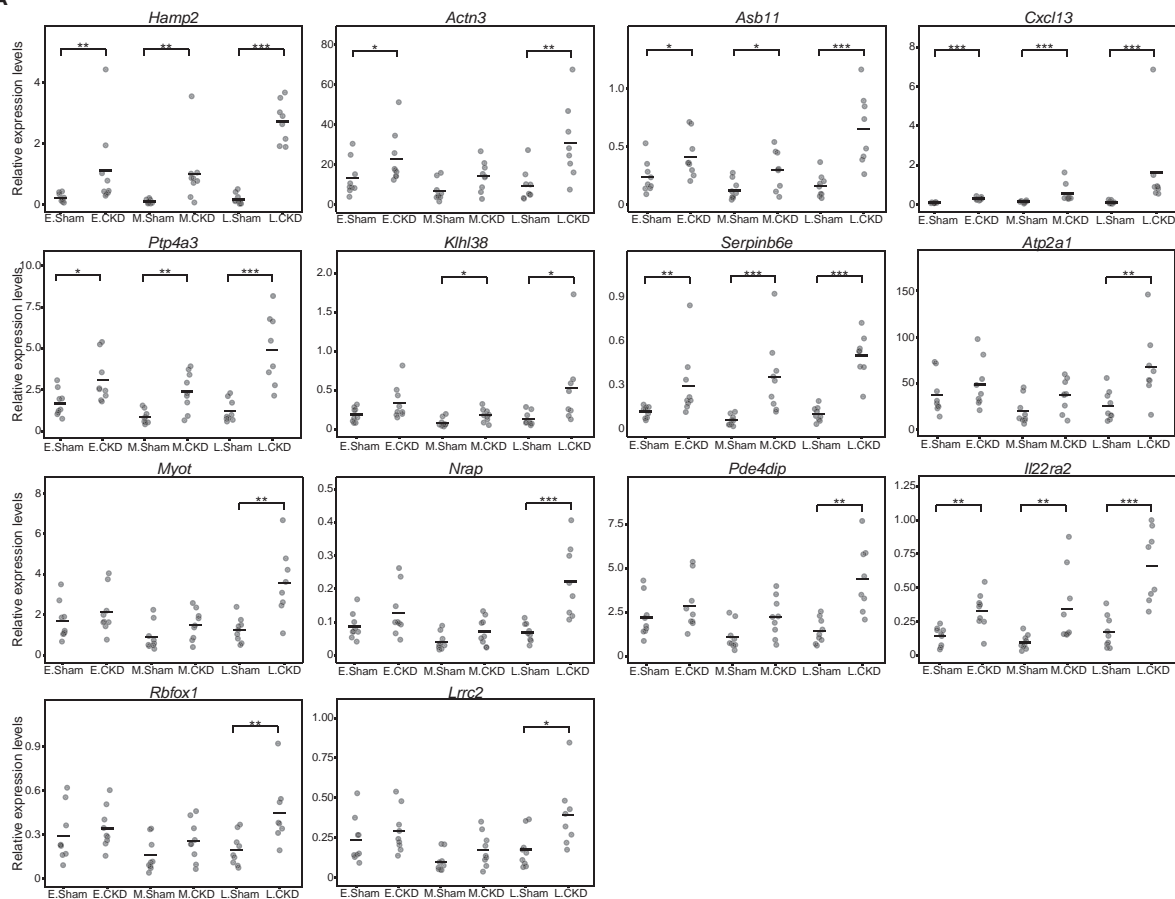 A
Hamp2
Actn3
Asb11
Cxcl13
Relative expression levels
4
2
0
** ** ***
E.Sham E.CKD M.Sham M.CKD L.Sham L.CKD
80
60
40
20
0
* **
E.Sham E.CKD M.Sham M.CKD L.Sham L.CKD
1.0
0.5
0
* * ***
E.Sham E.CKD M.Sham M.CKD L.Sham L.CKD
8
6
4
2
0
*** *** ***
E.Sham E.CKD M.Sham M.CKD L.Sham L.CKD
Ptp4a3
Klhl38
Serpinb6e
Atp2a1
Relative expression levels
10.0
7.5
5.0
2.5
0
* ** ***
E.Sham E.CKD M.Sham M.CKD L.Sham L.CKD
2.0
1.5
1.0
0.5
0
* *
E.Sham E.CKD M.Sham M.CKD L.Sham L.CKD
0.9
0.6
0.3
0
** *** ***
E.Sham E.CKD M.Sham M.CKD L.Sham L.CKD
150
100
50
0
**
E.Sham E.CKD M.Sham M.CKD L.Sham L.CKD
Myot
Nrap
Pde4dip
Il22ra2
Relative expression levels
8
6
4
2
0
**
E.Sham E.CKD M.Sham M.CKD L.Sham L.CKD
0.5
0.4
0.3
0.2
0.1
0
***
E.Sham E.CKD M.Sham M.CKD L.Sham L.CKD
7.5
5.0
2.5
0
**
E.Sham E.CKD M.Sham M.CKD L.Sham L.CKD
1.25
1.00
0.75
0.50
0.25
0
** ** ***
E.Sham E.CKD M.Sham M.CKD L.Sham L.CKD
Rbfox1
Lrrc2
Relative expression levels
0.9
0.6
0.3
0
**
E.Sham E.CKD M.Sham M.CKD L.Sham L.CKD
1.00
0.75
0.50
0.25
0
*
E.Sham E.CKD M.Sham M.CKD L.Sham L.CKD